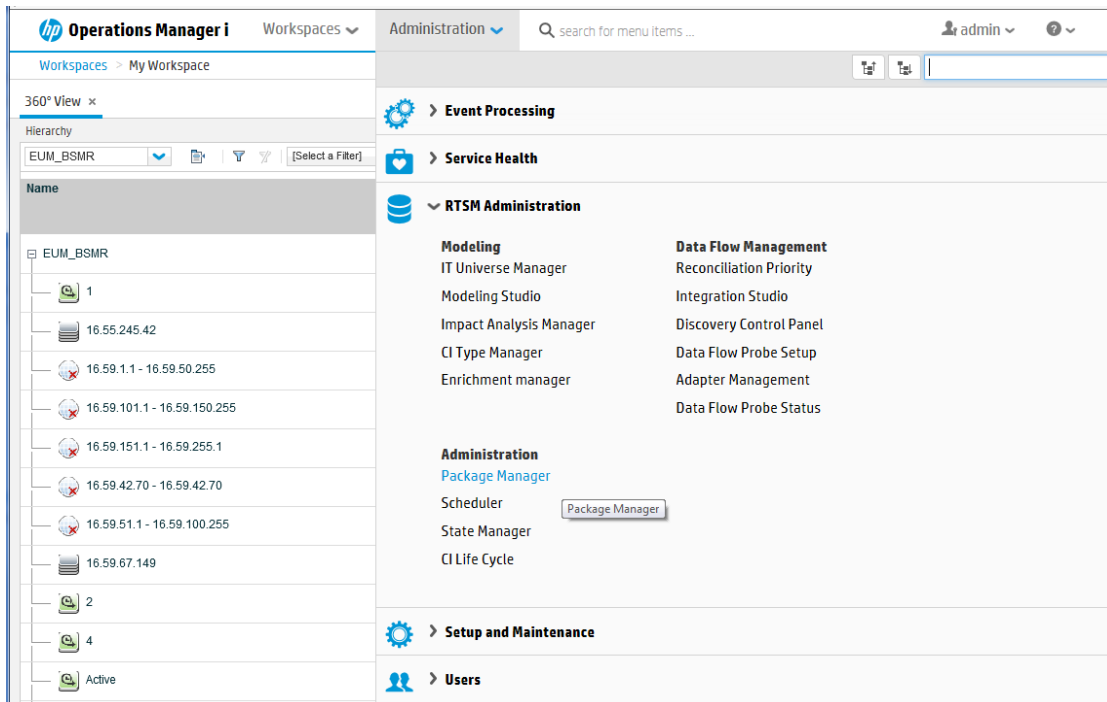 hp Operations Manager i Workspaces Administration search for menu items ... admin ?
Workspaces > My Workspace
360° View ×
Hierarchy
EUM_BSMR [Select a Filter]
Name
EUM_BSMR
1
16.55.245.42
16.59.1.1 - 16.59.50.255
16.59.101.1 - 16.59.150.255
16.59.151.1 - 16.59.255.1
16.59.42.70 - 16.59.42.70
16.59.51.1 - 16.59.100.255
16.59.67.149
2
4
Active
Event Processing
Service Health
RTSM Administration
Modeling
IT Universe Manager
Modeling Studio
Impact Analysis Manager
CI Type Manager
Enrichment manager
Data Flow Management
Reconciliation Priority
Integration Studio
Discovery Control Panel
Data Flow Probe Setup
Adapter Management
Data Flow Probe Status
Administration
Package Manager
Scheduler
Package Manager
State Manager
CI Life Cycle
Setup and Maintenance
Users